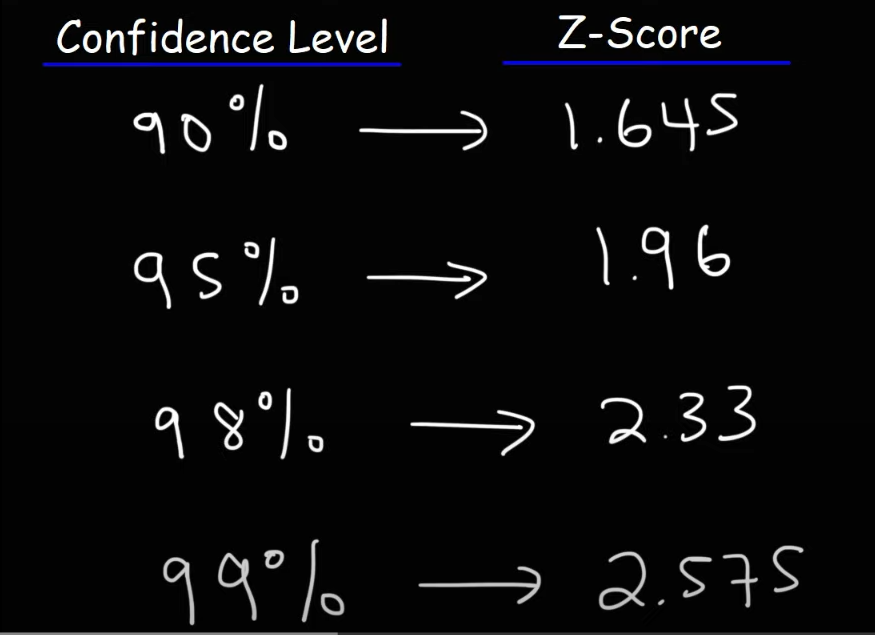 Confidence Level Z-Score
90% → 1.645
95% → 1.96
98% → 2.33
99% → 2.575